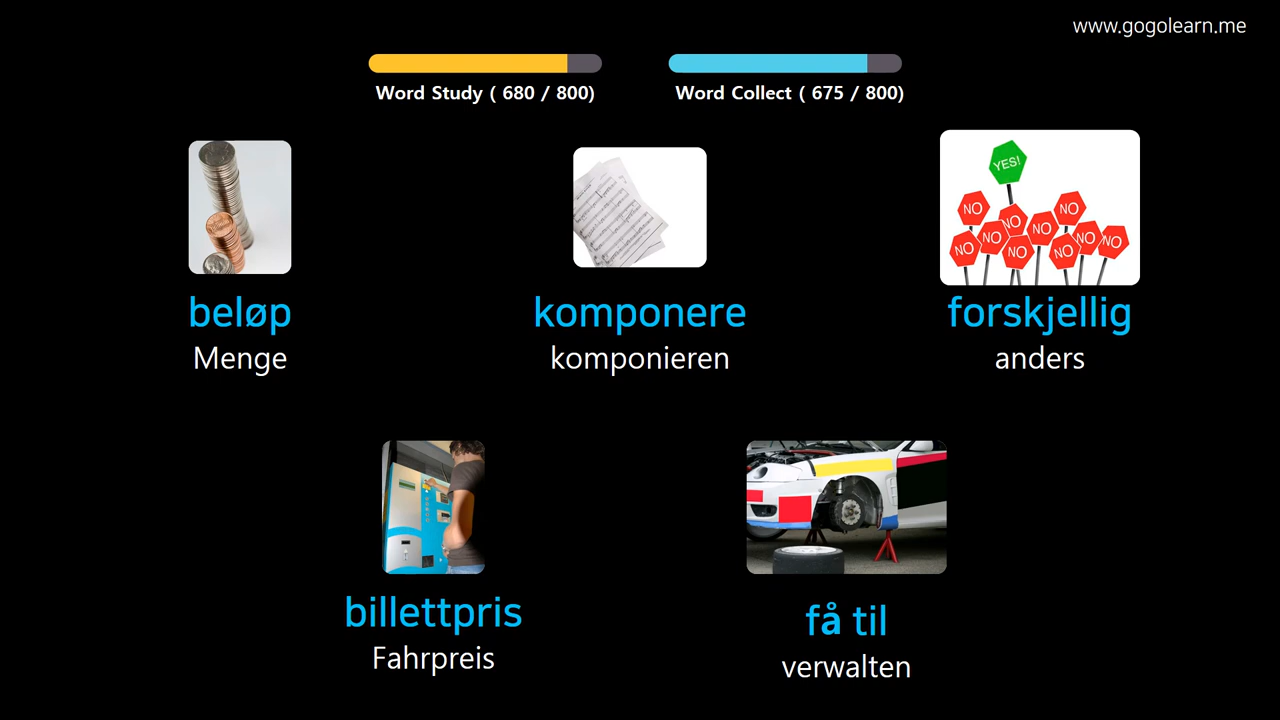 www.gogolearn.me
Word Study ( 680 / 800)
Word Collect ( 675 / 800)
YES!
NO
NO
NO
NO
NO
NO
NO
NO
NO
NO
beløp
Menge
komponere
komponieren
forskjellig
anders
billettpris
Fahrpreis
få til
verwalten